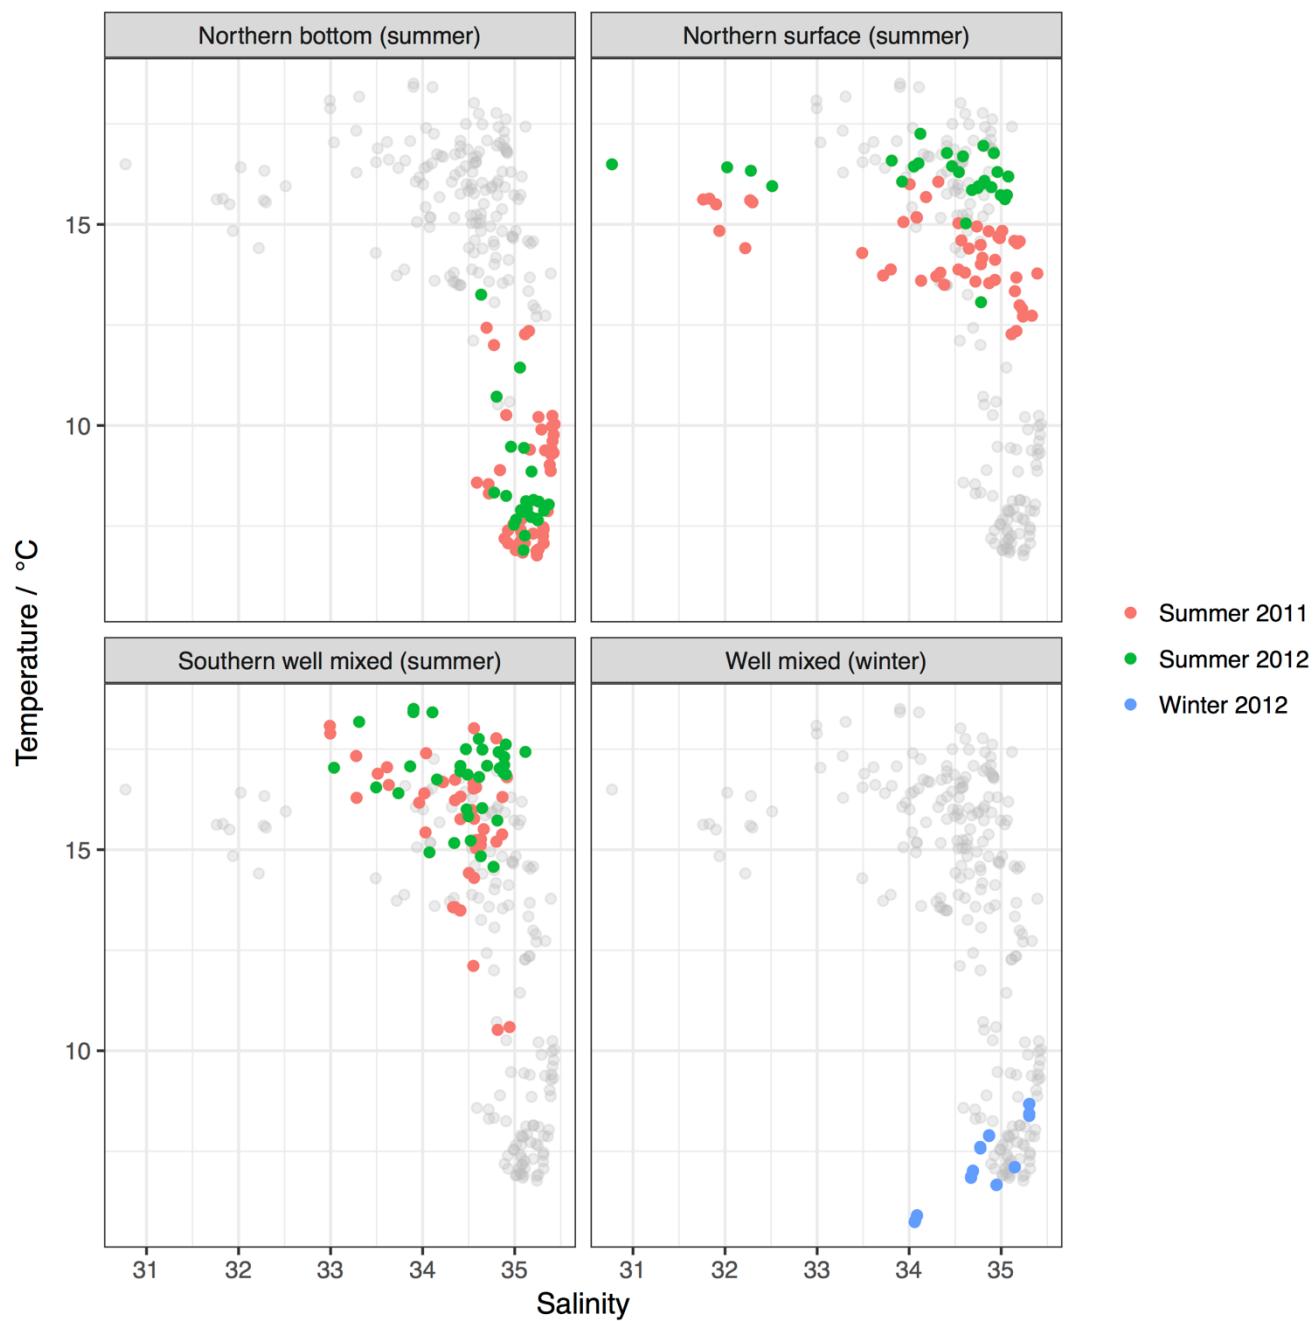 Northern bottom (summer)
Northern surface (summer)
15
10
Southern well mixed (summer)
Well mixed (winter)
15
10
31 32 33 34 35
31 32 33 34 35
Temperature / °C
Salinity
Summer 2011
Summer 2012
Winter 2012